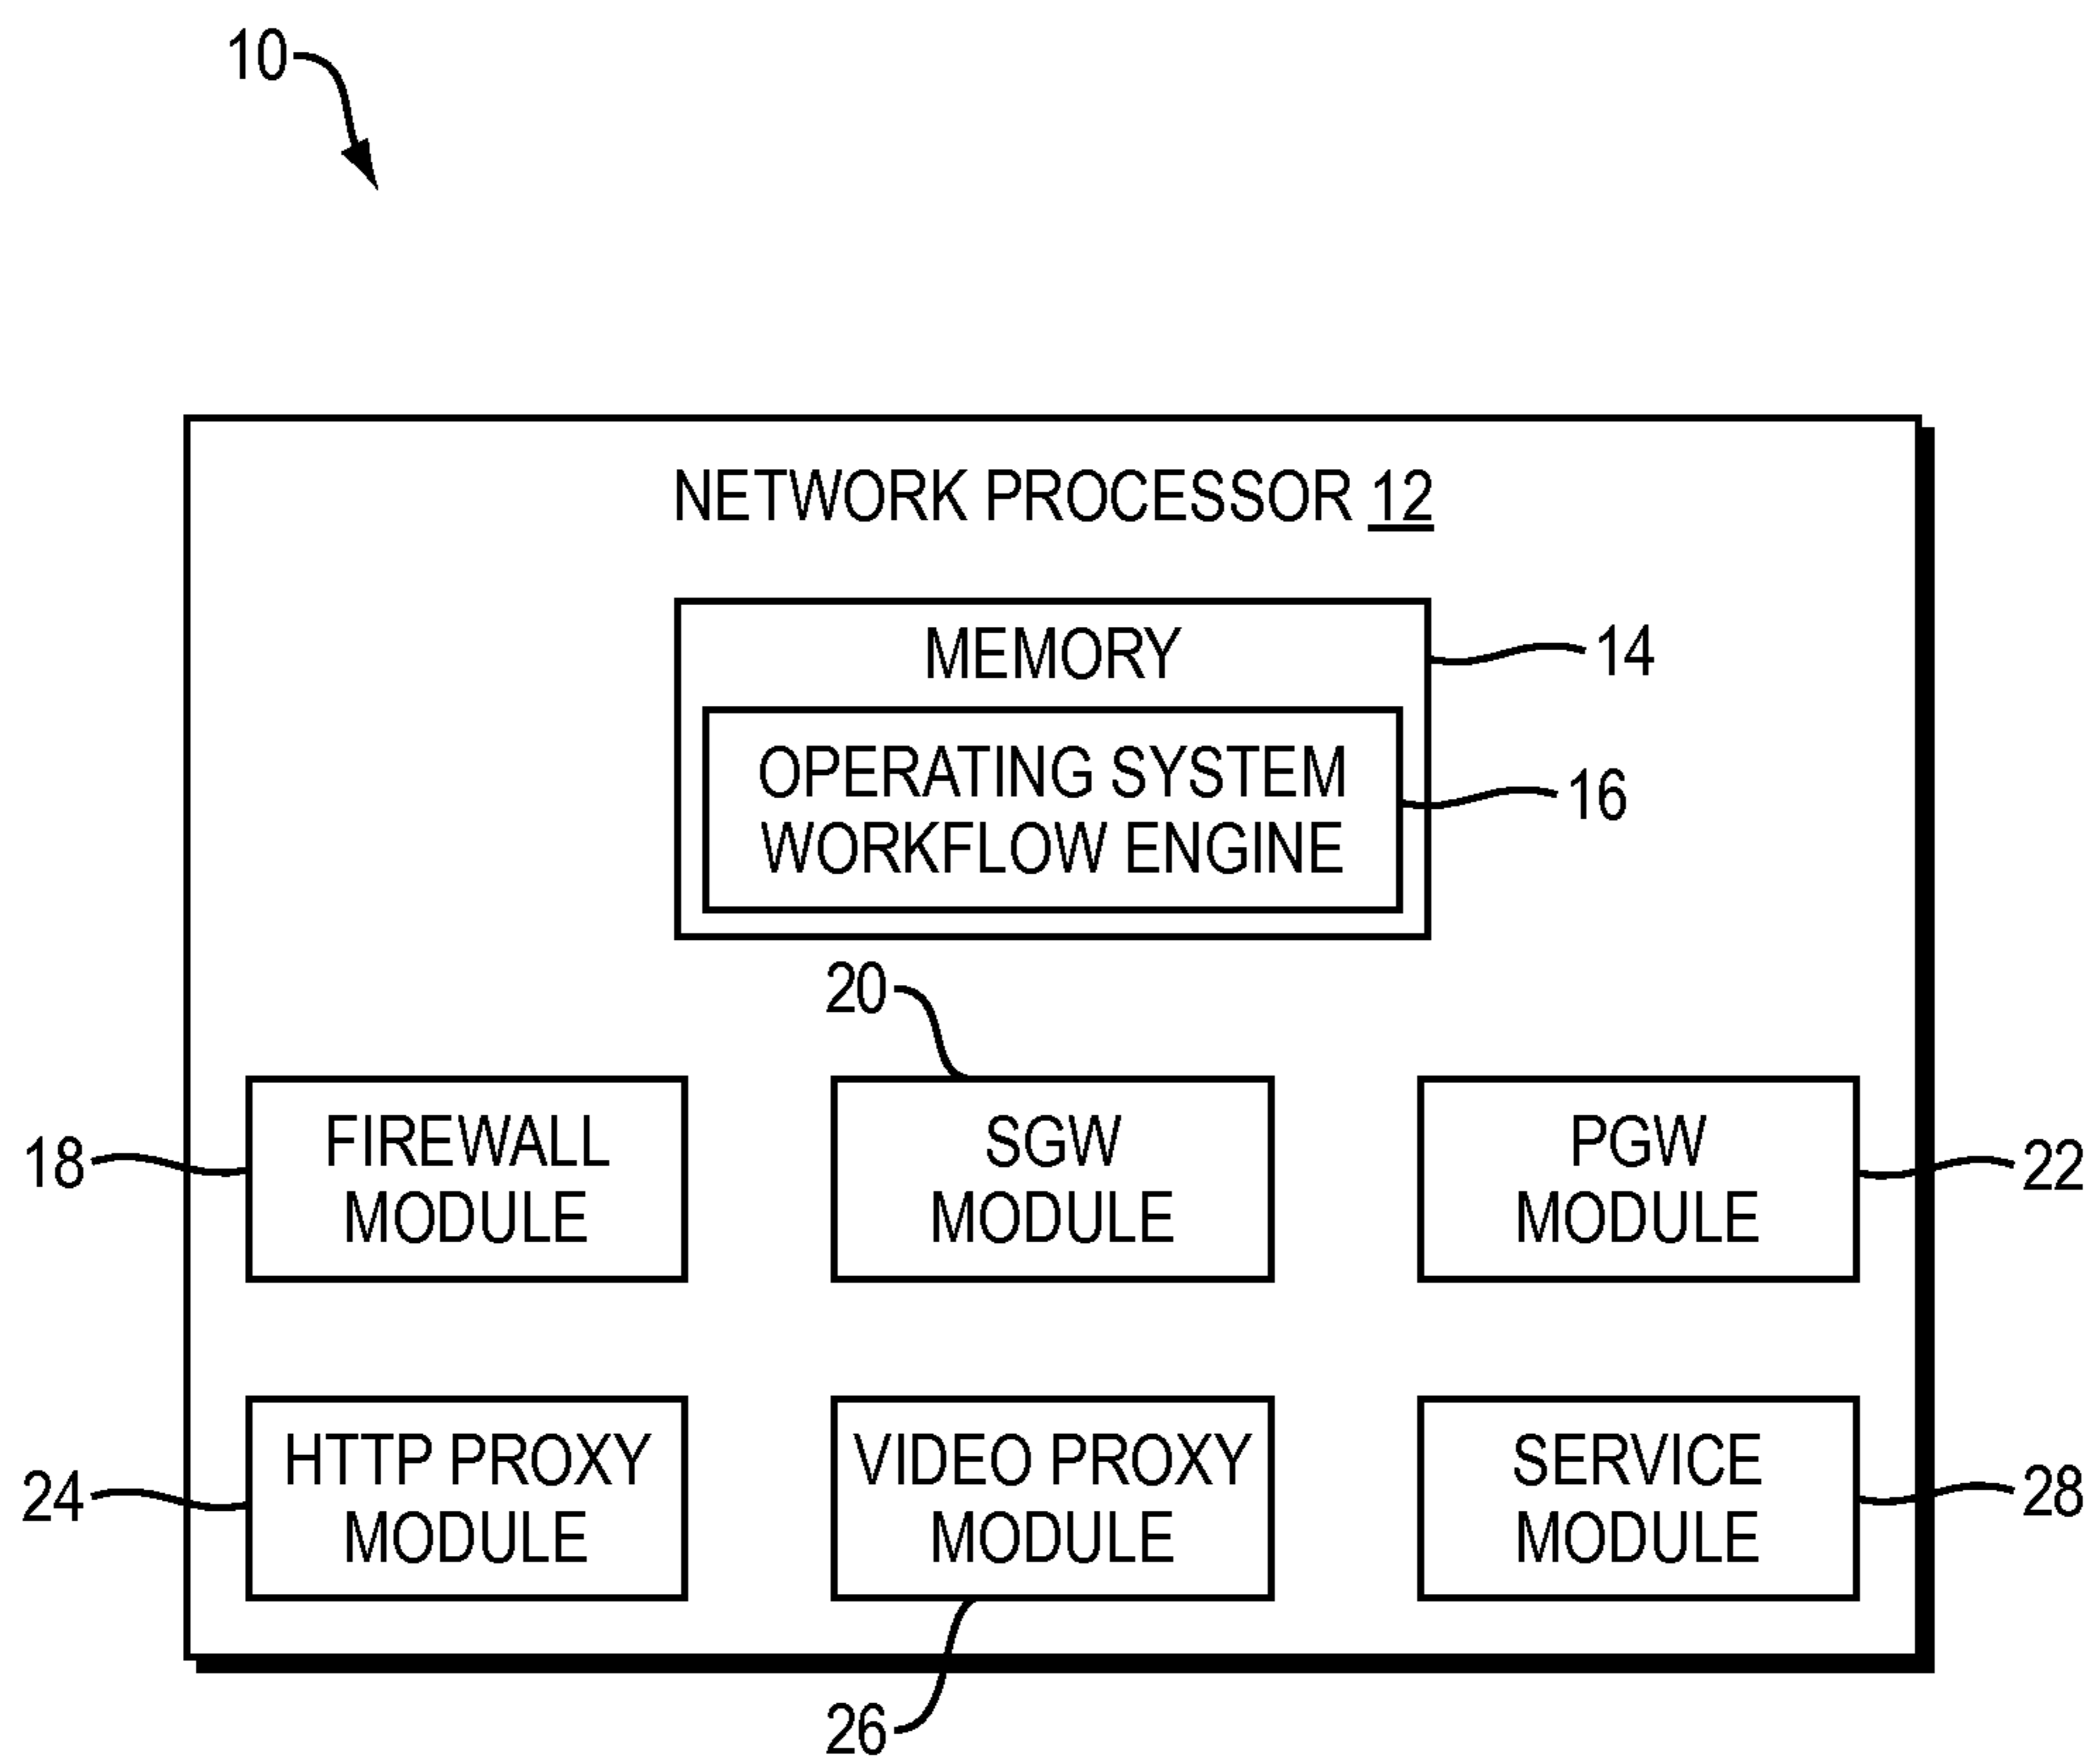 10
NETWORK PROCESSOR 12
MEMORY
14
OPERATING SYSTEM
WORKFLOW ENGINE
16
20
18
FIREWALL
MODULE
SGW
MODULE
PGW
MODULE
22
24
HTTP PROXY
MODULE
VIDEO PROXY
MODULE
SERVICE
MODULE
28
26